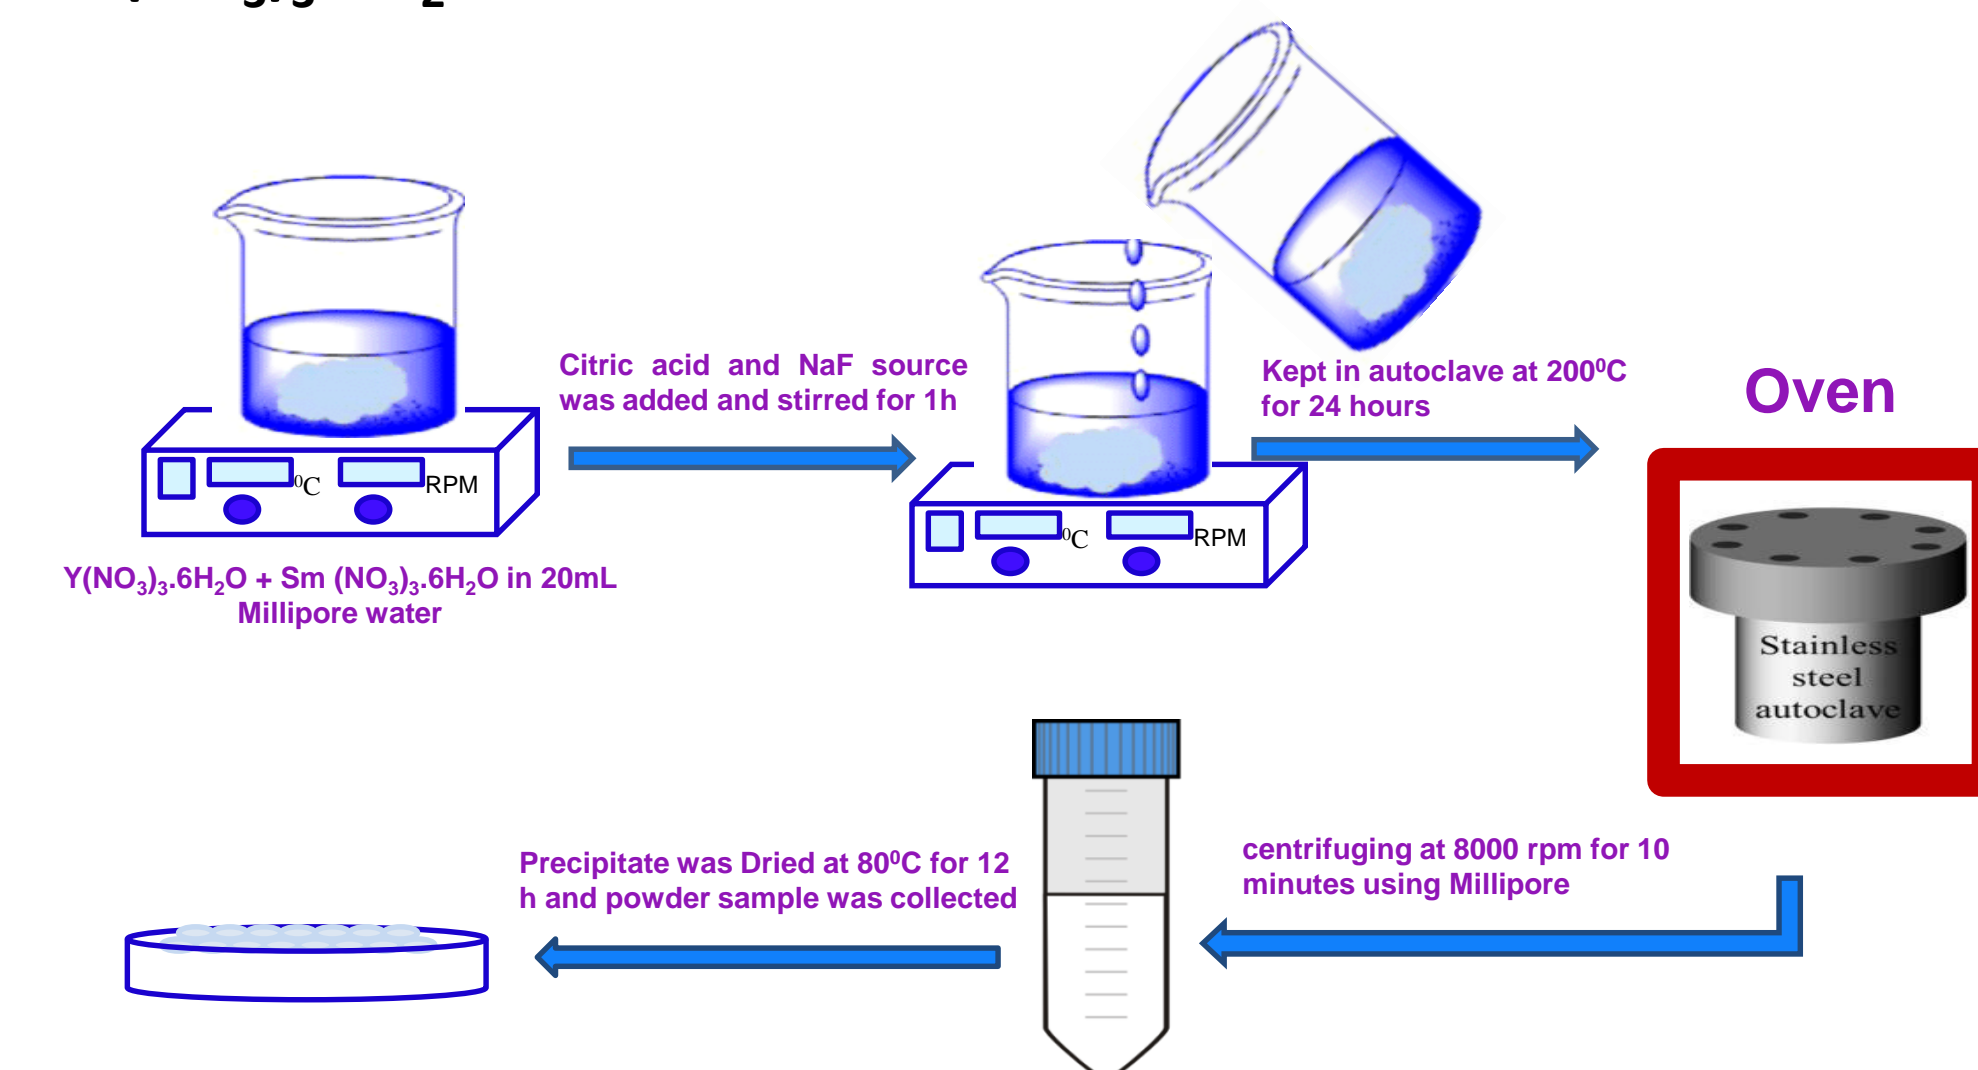 Citric acid and NaF source
was added and stirred for 1h
Kept in autoclave at 200⁰C
for 24 hours
Oven
⁰C
RPM
⁰C
RPM
Y(NO₃)₃.6H₂O + Sm (NO₃)₃.6H₂O in 20mL
Millipore water
Stainless
steel
autoclave
centrifuging at 8000 rpm for 10
minutes using Millipore
Precipitate was Dried at 80⁰C for 12
h and powder sample was collected